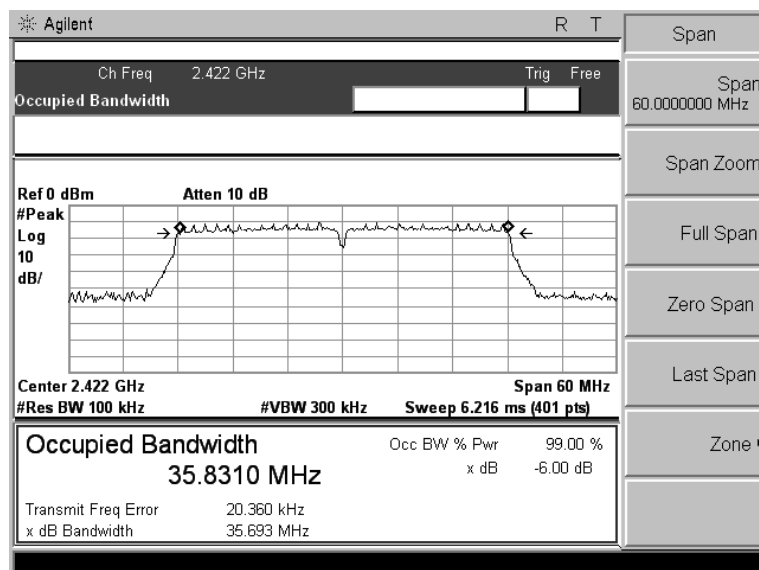 Agilent R T
Ch Freq 2.422 GHz Trig Free
Occupied Bandwidth
Ref 0 dBm Atten 10 dB
#Peak
Log
10
dB/
Center 2.422 GHz Span 60 MHz
#Res BW 100 kHz #VBW 300 kHz Sweep 6.216 ms (401 pts)
Occupied Bandwidth
35.8310 MHz
Occ BW % Pwr 99.00 %
x dB -6.00 dB
Transmit Freq Error 20.360 kHz
x dB Bandwidth 35.693 MHz
Span
Span
60.0000000 MHz
Span Zoom
Full Span
Zero Span
Last Span
Zone